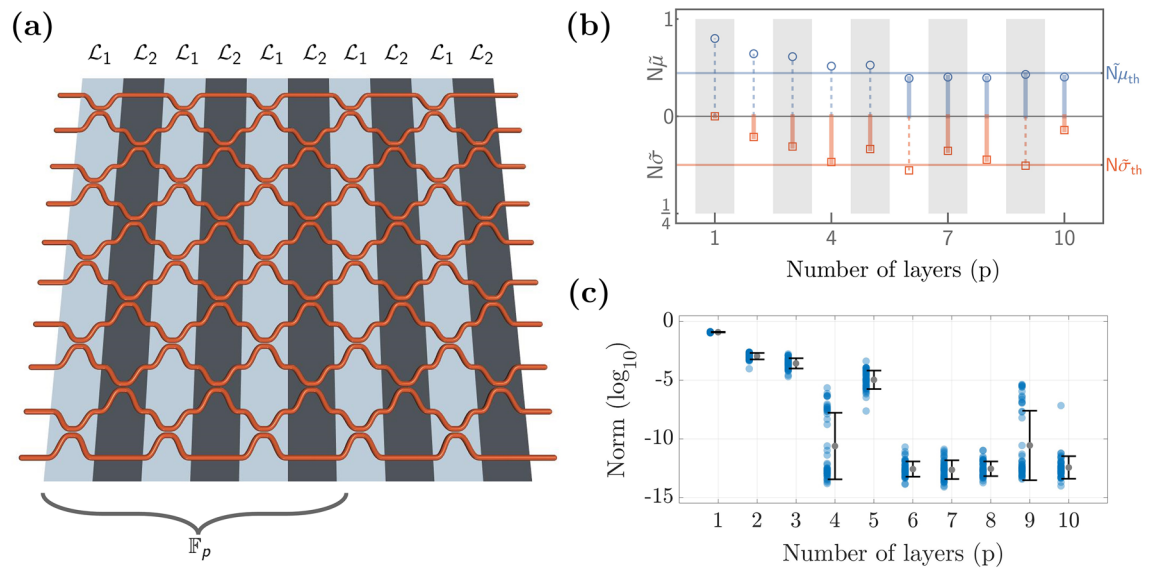 (a)
ℒ₁ ℒ₂ ℒ₁ ℒ₂ ℒ₁ ℒ₂ ℒ₁ ℒ₂ ℒ₁ ℒ₂
𝔽ₚ
(b)
1
Nμ̃
0
Nσ̃
1/4
Nμ̃th
Nσ̃th
1 4 7 10
Number of layers (p)
(c)
0
-5
-10
-15
Norm (log₁₀)
1 2 3 4 5 6 7 8 9 10
Number of layers (p)